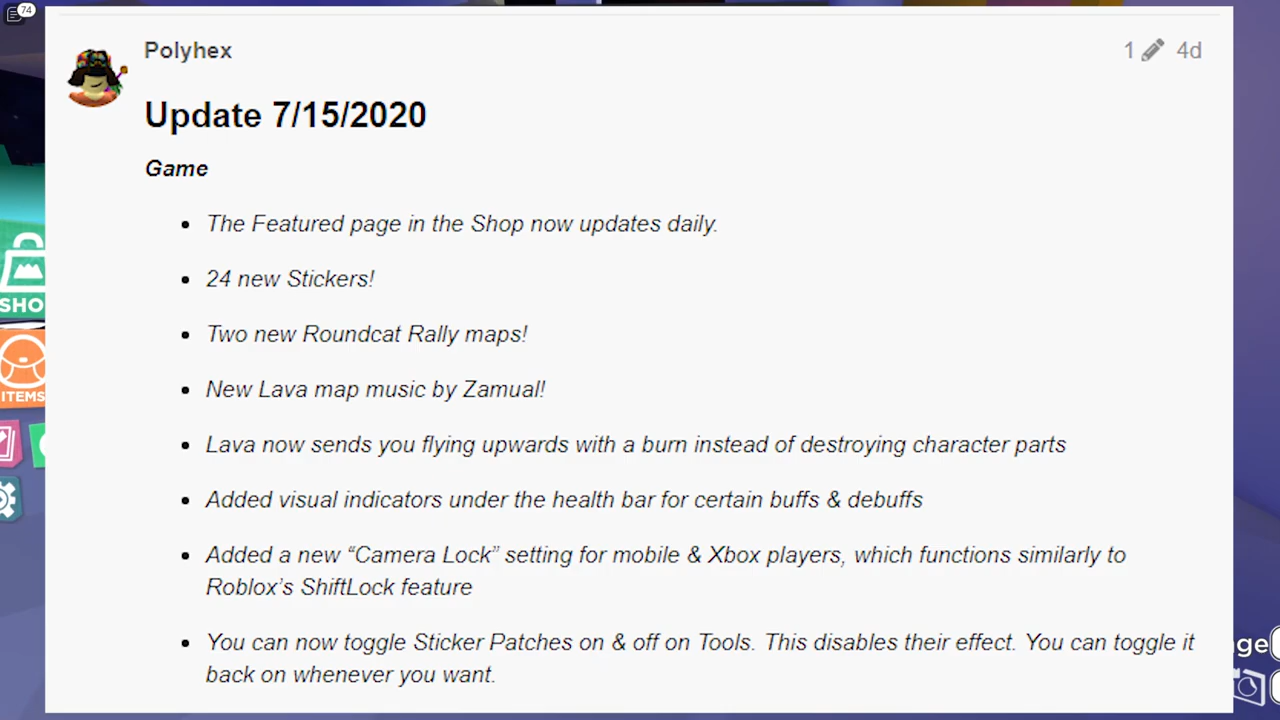 74
Polyhex
1 4d
Update 7/15/2020
Game
The Featured page in the Shop now updates daily.
24 new Stickers!
Two new Roundcat Rally maps!
New Lava map music by Zamual!
Lava now sends you flying upwards with a burn instead of destroying character parts
Added visual indicators under the health bar for certain buffs & debuffs
Added a new “Camera Lock” setting for mobile & Xbox players, which functions similarly to
Roblox’s ShiftLock feature
You can now toggle Sticker Patches on & off on Tools. This disables their effect. You can toggle it
back on whenever you want.
SHO
ITEMS
nge